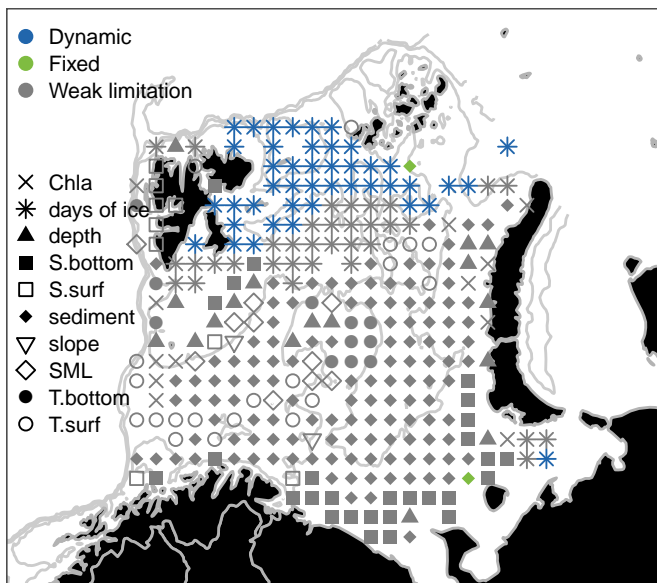 Dynamic
Fixed
Weak limitation
Chla
days of ice
depth
S.bottom
S.surf
sediment
slope
SML
T.bottom
T.surf